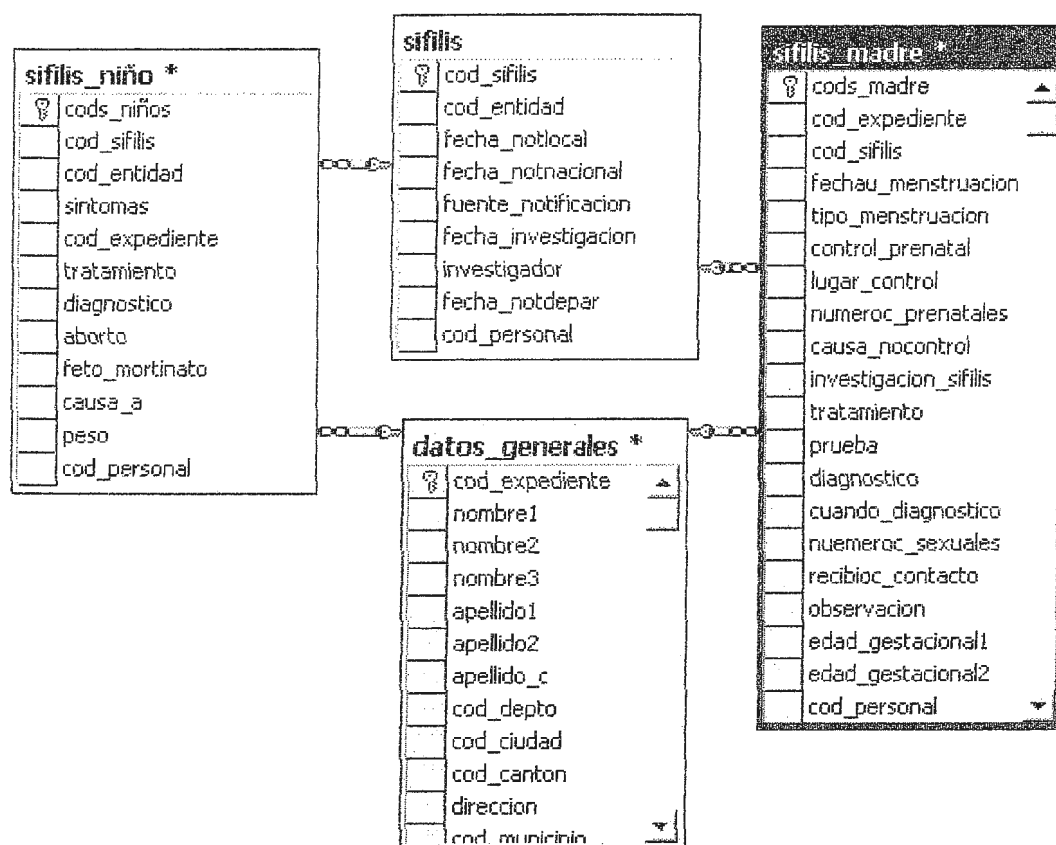 sifilis_niño *
cods_niños
cod_sifilis
cod_entidad
sintomas
cod_expediente
tratamiento
diagnostico
aborto
feto_mortinato
causa_a
peso
cod_personal
sifilis
cod_sifilis
cod_entidad
fecha_notlocal
fecha_notnacional
fuente_notificacion
fecha_investigacion
investigador
fecha_notdepar
cod_personal
sifilis_madre *
cods_madre
cod_expediente
cod_sifilis
fechau_menstruacion
tipo_menstruacion
control_prenatal
lugar_control
numeroc_prenatales
causa_nocontrol
investigacion_sifilis
tratamiento
prueba
diagnostico
cuando_diagnostico
nuemeroc_sexuales
recibioc_contacto
observacion
edad_gestacional1
edad_gestacional2
cod_personal
datos_generales *
cod_expediente
nombre1
nombre2
nombre3
apellido1
apellido2
apellido_c
cod_depto
cod_ciudad
cod_canton
direccion
cod_municipio